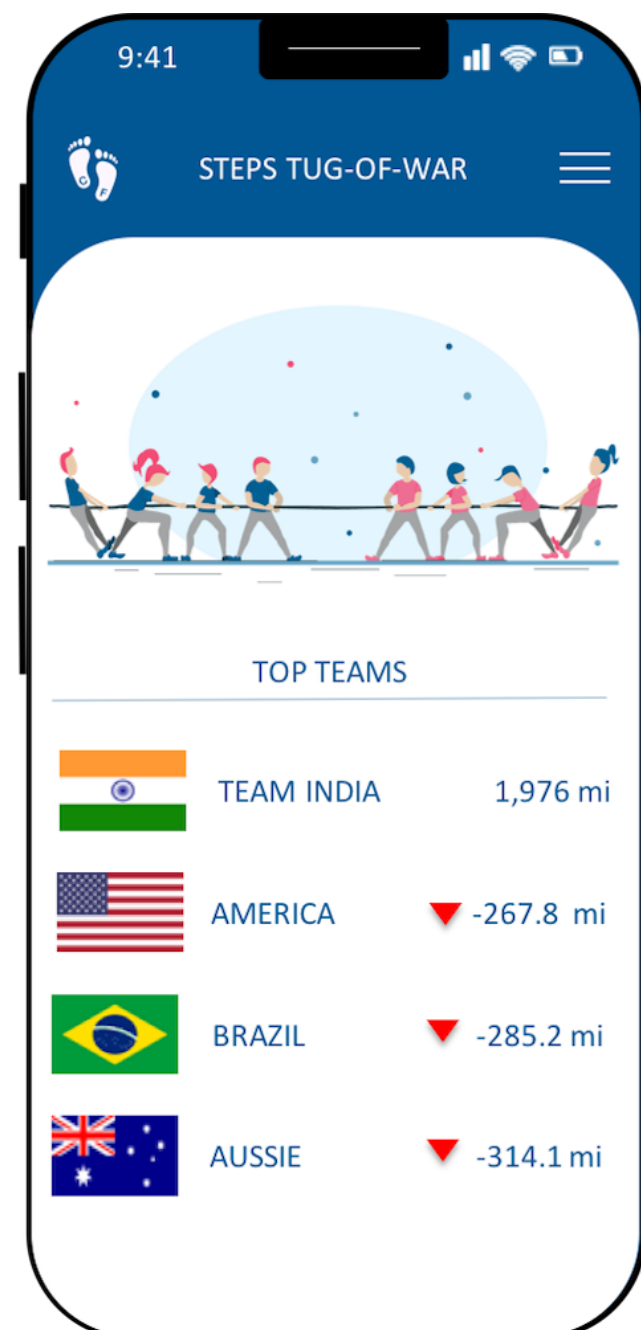 9:41
STEPS TUG-OF-WAR
G F
TOP TEAMS
TEAM INDIA 1,976 mi
AMERICA -267.8 mi
BRAZIL -285.2 mi
AUSSIE -314.1 mi